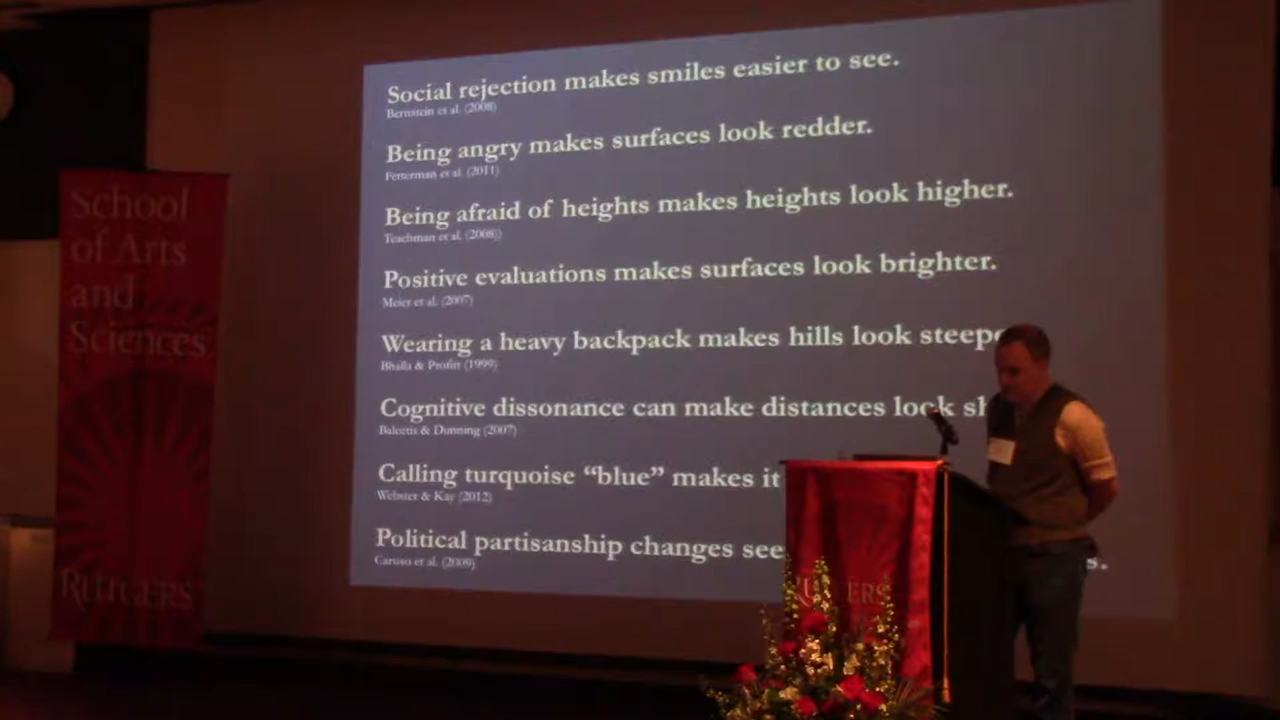 Social rejection makes smiles easier to see.
Bernstein et al. (2008)
Being angry makes surfaces look redder.
Fetterman et al. (2011)
Being afraid of heights makes heights look higher.
Teachman et al. (2008))
Positive evaluations makes surfaces look brighter.
Meier et al. (2007)
Wearing a heavy backpack makes hills look steepe
Bhalla & Proffitt (1999)
Cognitive dissonance can make distances look sh
Balcetis & Dunning (2007)
Calling turquoise “blue” makes it
Webster & Kay (2012)
Political partisanship changes see
s.
Caruso et al. (2009)
School
of Arts
and
Sciences
RUTGERS
RU ERS